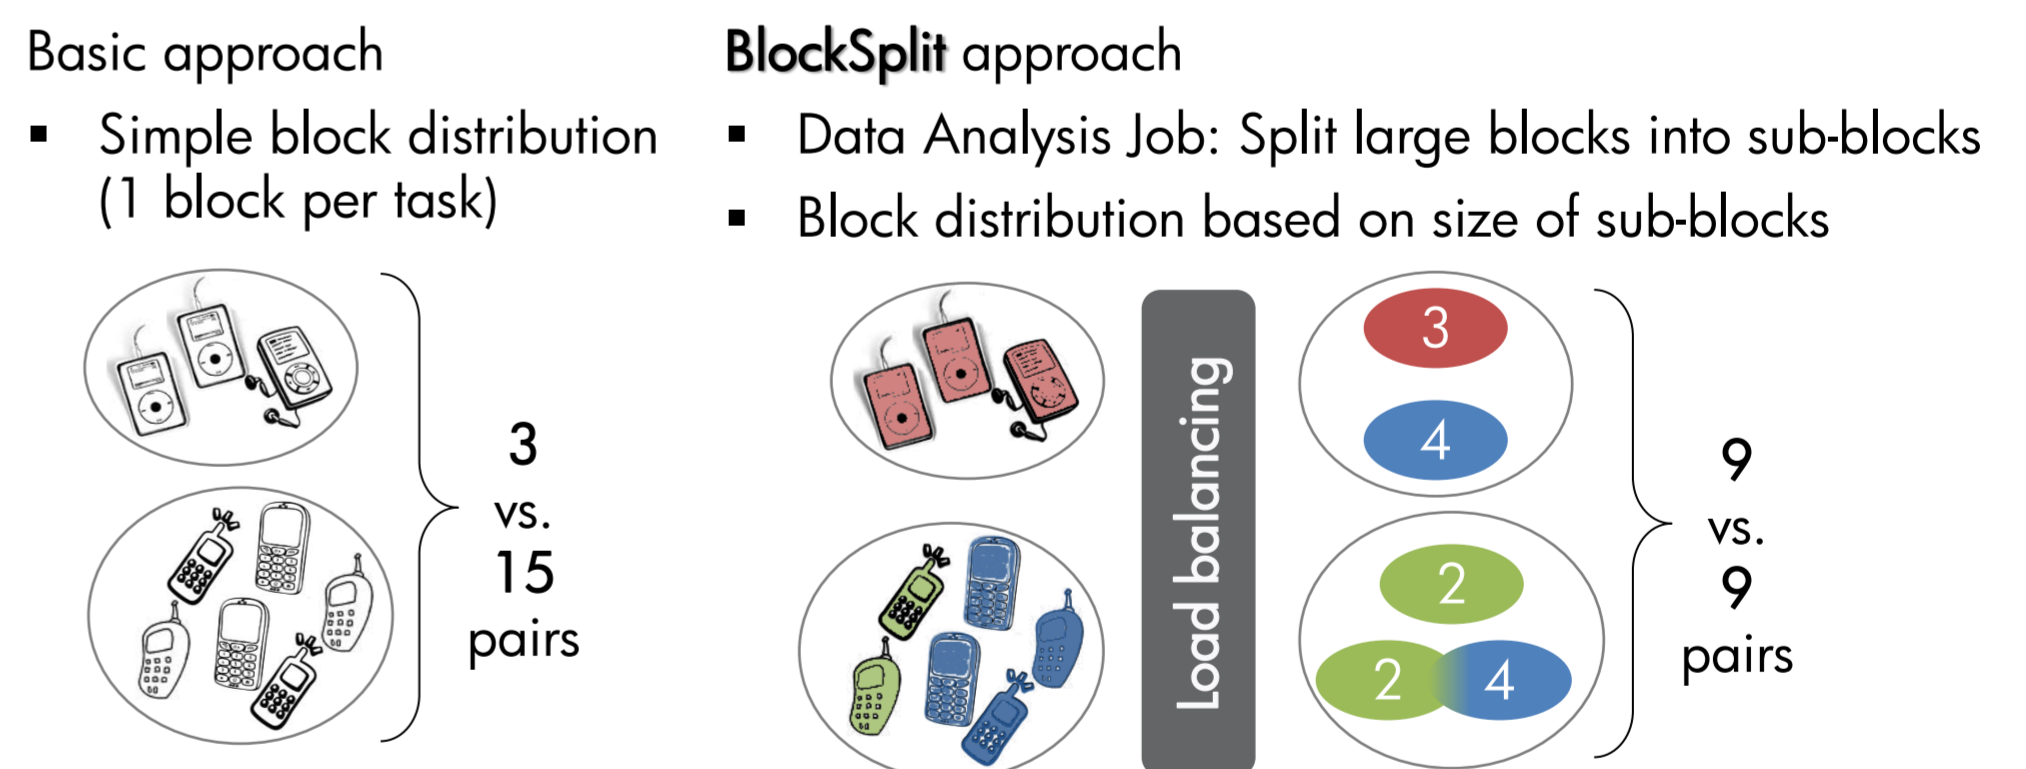 Basic approach
▪ Simple block distribution
(1 block per task)
3
vs.
15
pairs
BlockSplit approach
▪ Data Analysis Job: Split large blocks into sub-blocks
▪ Block distribution based on size of sub-blocks
Load balancing
3
4
2
2 4
9
vs.
9
pairs